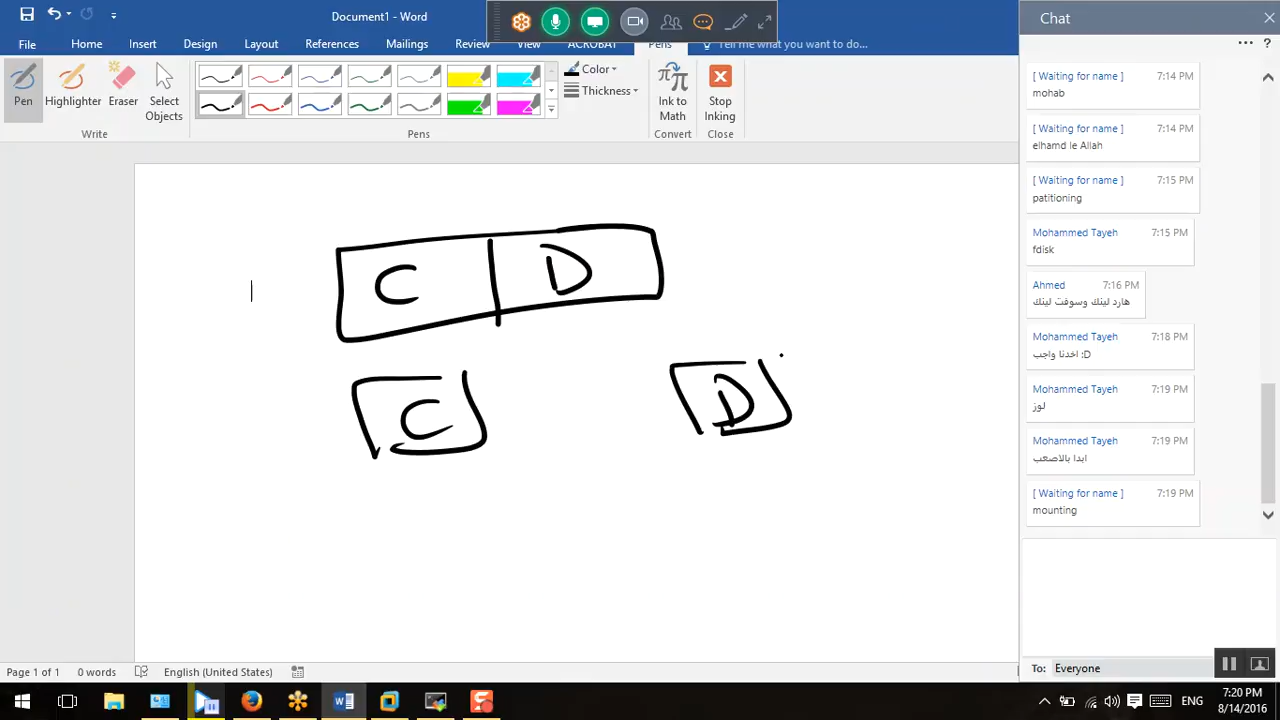 Document1 - Word
File Home Insert Design Layout References Mailings Review View ACROBAT Pens Tell me what you want to do...
Pen Highlighter Eraser Select Objects
Color
Thickness
Ink to Math
Stop Inking
Write Pens Convert Close
C D
C D
Page 1 of 1 0 words English (United States)
Chat
[ Waiting for name ] 7:14 PM
mohab
[ Waiting for name ] 7:14 PM
elhamd le Allah
[ Waiting for name ] 7:15 PM
patitioning
Mohammed Tayeh 7:15 PM
fdisk
Ahmed 7:16 PM
هارد لينك وسوفت لينك
Mohammed Tayeh 7:18 PM
اخدنا واجب :D
Mohammed Tayeh 7:19 PM
لوز
Mohammed Tayeh 7:19 PM
ابدا بالاصعب
[ Waiting for name ] 7:19 PM
mounting
To: Everyone
ENG
7:20 PM
8/14/2016